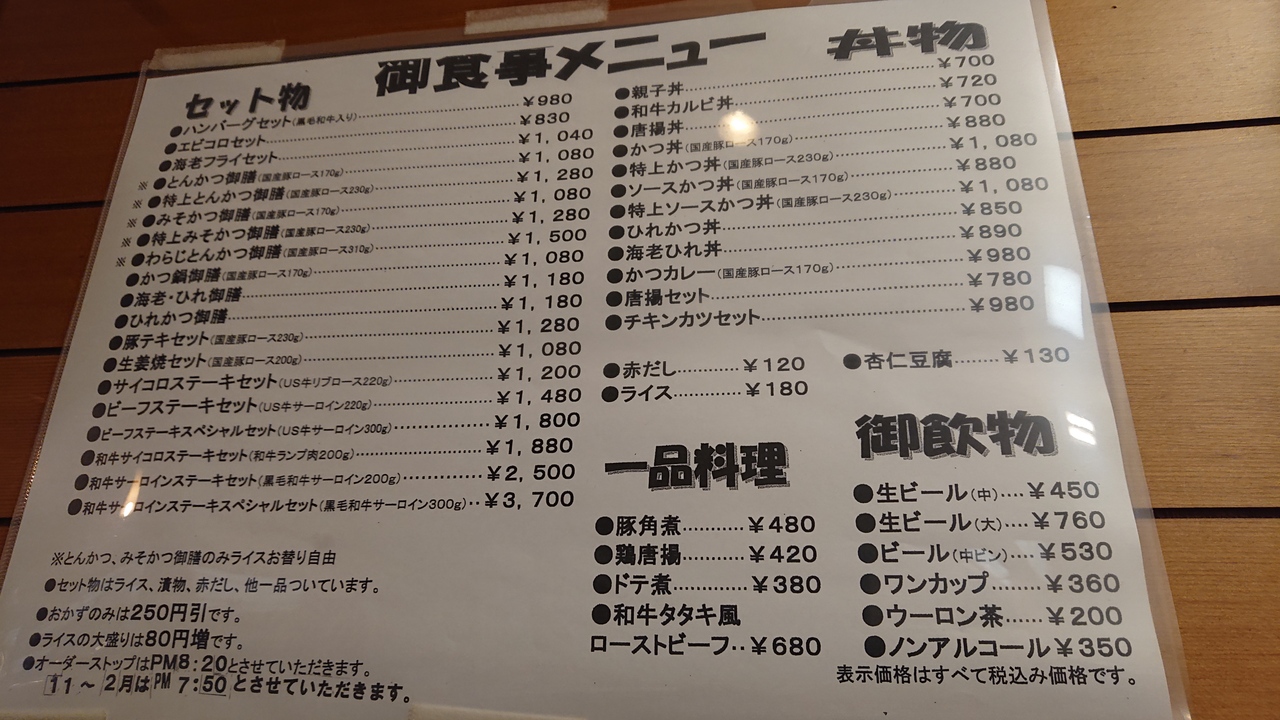 御食事メニュー
セット物
●ハンバーグセット(黒毛和牛入り)……¥980
●エビコロセット……¥830
●海老フライセット……¥1,040
※●とんかつ御膳(国産豚ロース170g)……¥1,080
※●特上とんかつ御膳(国産豚ロース230g)……¥1,280
※●みそかつ御膳(国産豚ロース170g)……¥1,080
※●特上みそかつ御膳(国産豚ロース230g)……¥1,280
※●わらじとんかつ御膳(国産豚ロース310g)……¥1,500
●かつ鍋御膳(国産豚ロース170g)……¥1,080
●海老・ひれ御膳……¥1,180
●ひれかつ御膳……¥1,180
●豚テキセット(国産豚ロース230g)……¥1,280
●生姜焼セット(国産豚ロース200g)……¥1,080
●サイコロステーキセット(US牛リブロース220g)……¥1,200
●ビーフステーキセット(US牛サーロイン220g)……¥1,480
●ビーフステーキスペシャルセット(US牛サーロイン300g)……¥1,800
●和牛サイコロステーキセット(和牛ランプ肉200g)……¥1,880
●和牛サーロインステーキセット(黒毛和牛サーロイン200g)……¥2,500
●和牛サーロインステーキスペシャルセット(黒毛和牛サーロイン300g)‥¥3,700
※とんかつ、みそかつ御膳のみライスお替り自由
●セット物はライス、漬物、赤だし、他一品ついています。
●おかずのみは250円引です。
●ライスの大盛りは80円増です。
●オーダーストップはPM8:20とさせていただきます。
11～2月はPM 7:50とさせていただきます。
丼物
●親子丼……¥700
●和牛カルビ丼……¥720
●唐揚丼……¥700
●かつ丼(国産豚ロース170g)……¥880
●特上かつ丼(国産豚ロース230g)……¥1,080
●ソースかつ丼(国産豚ロース170g)……¥880
●特上ソースかつ丼(国産豚ロース230g)……¥1,080
●ひれかつ丼……¥850
●海老ひれ丼……¥890
●かつカレー(国産豚ロース170g)……¥980
●唐揚セット……¥780
●チキンカツセット……¥980
●赤だし……¥120
●ライス……¥180
●杏仁豆腐……¥130
一品料理
●豚角煮……¥480
●鶏唐揚……¥420
●ドテ煮……¥380
●和牛タタキ風
ローストビーフ‥¥680
御飲物
●生ビール(中)‥‥¥450
●生ビール(大)‥‥¥760
●ビール(中ビン)‥‥¥530
●ワンカップ……¥360
●ウーロン茶……¥200
●ノンアルコール¥350
表示価格はすべて税込み価格です。